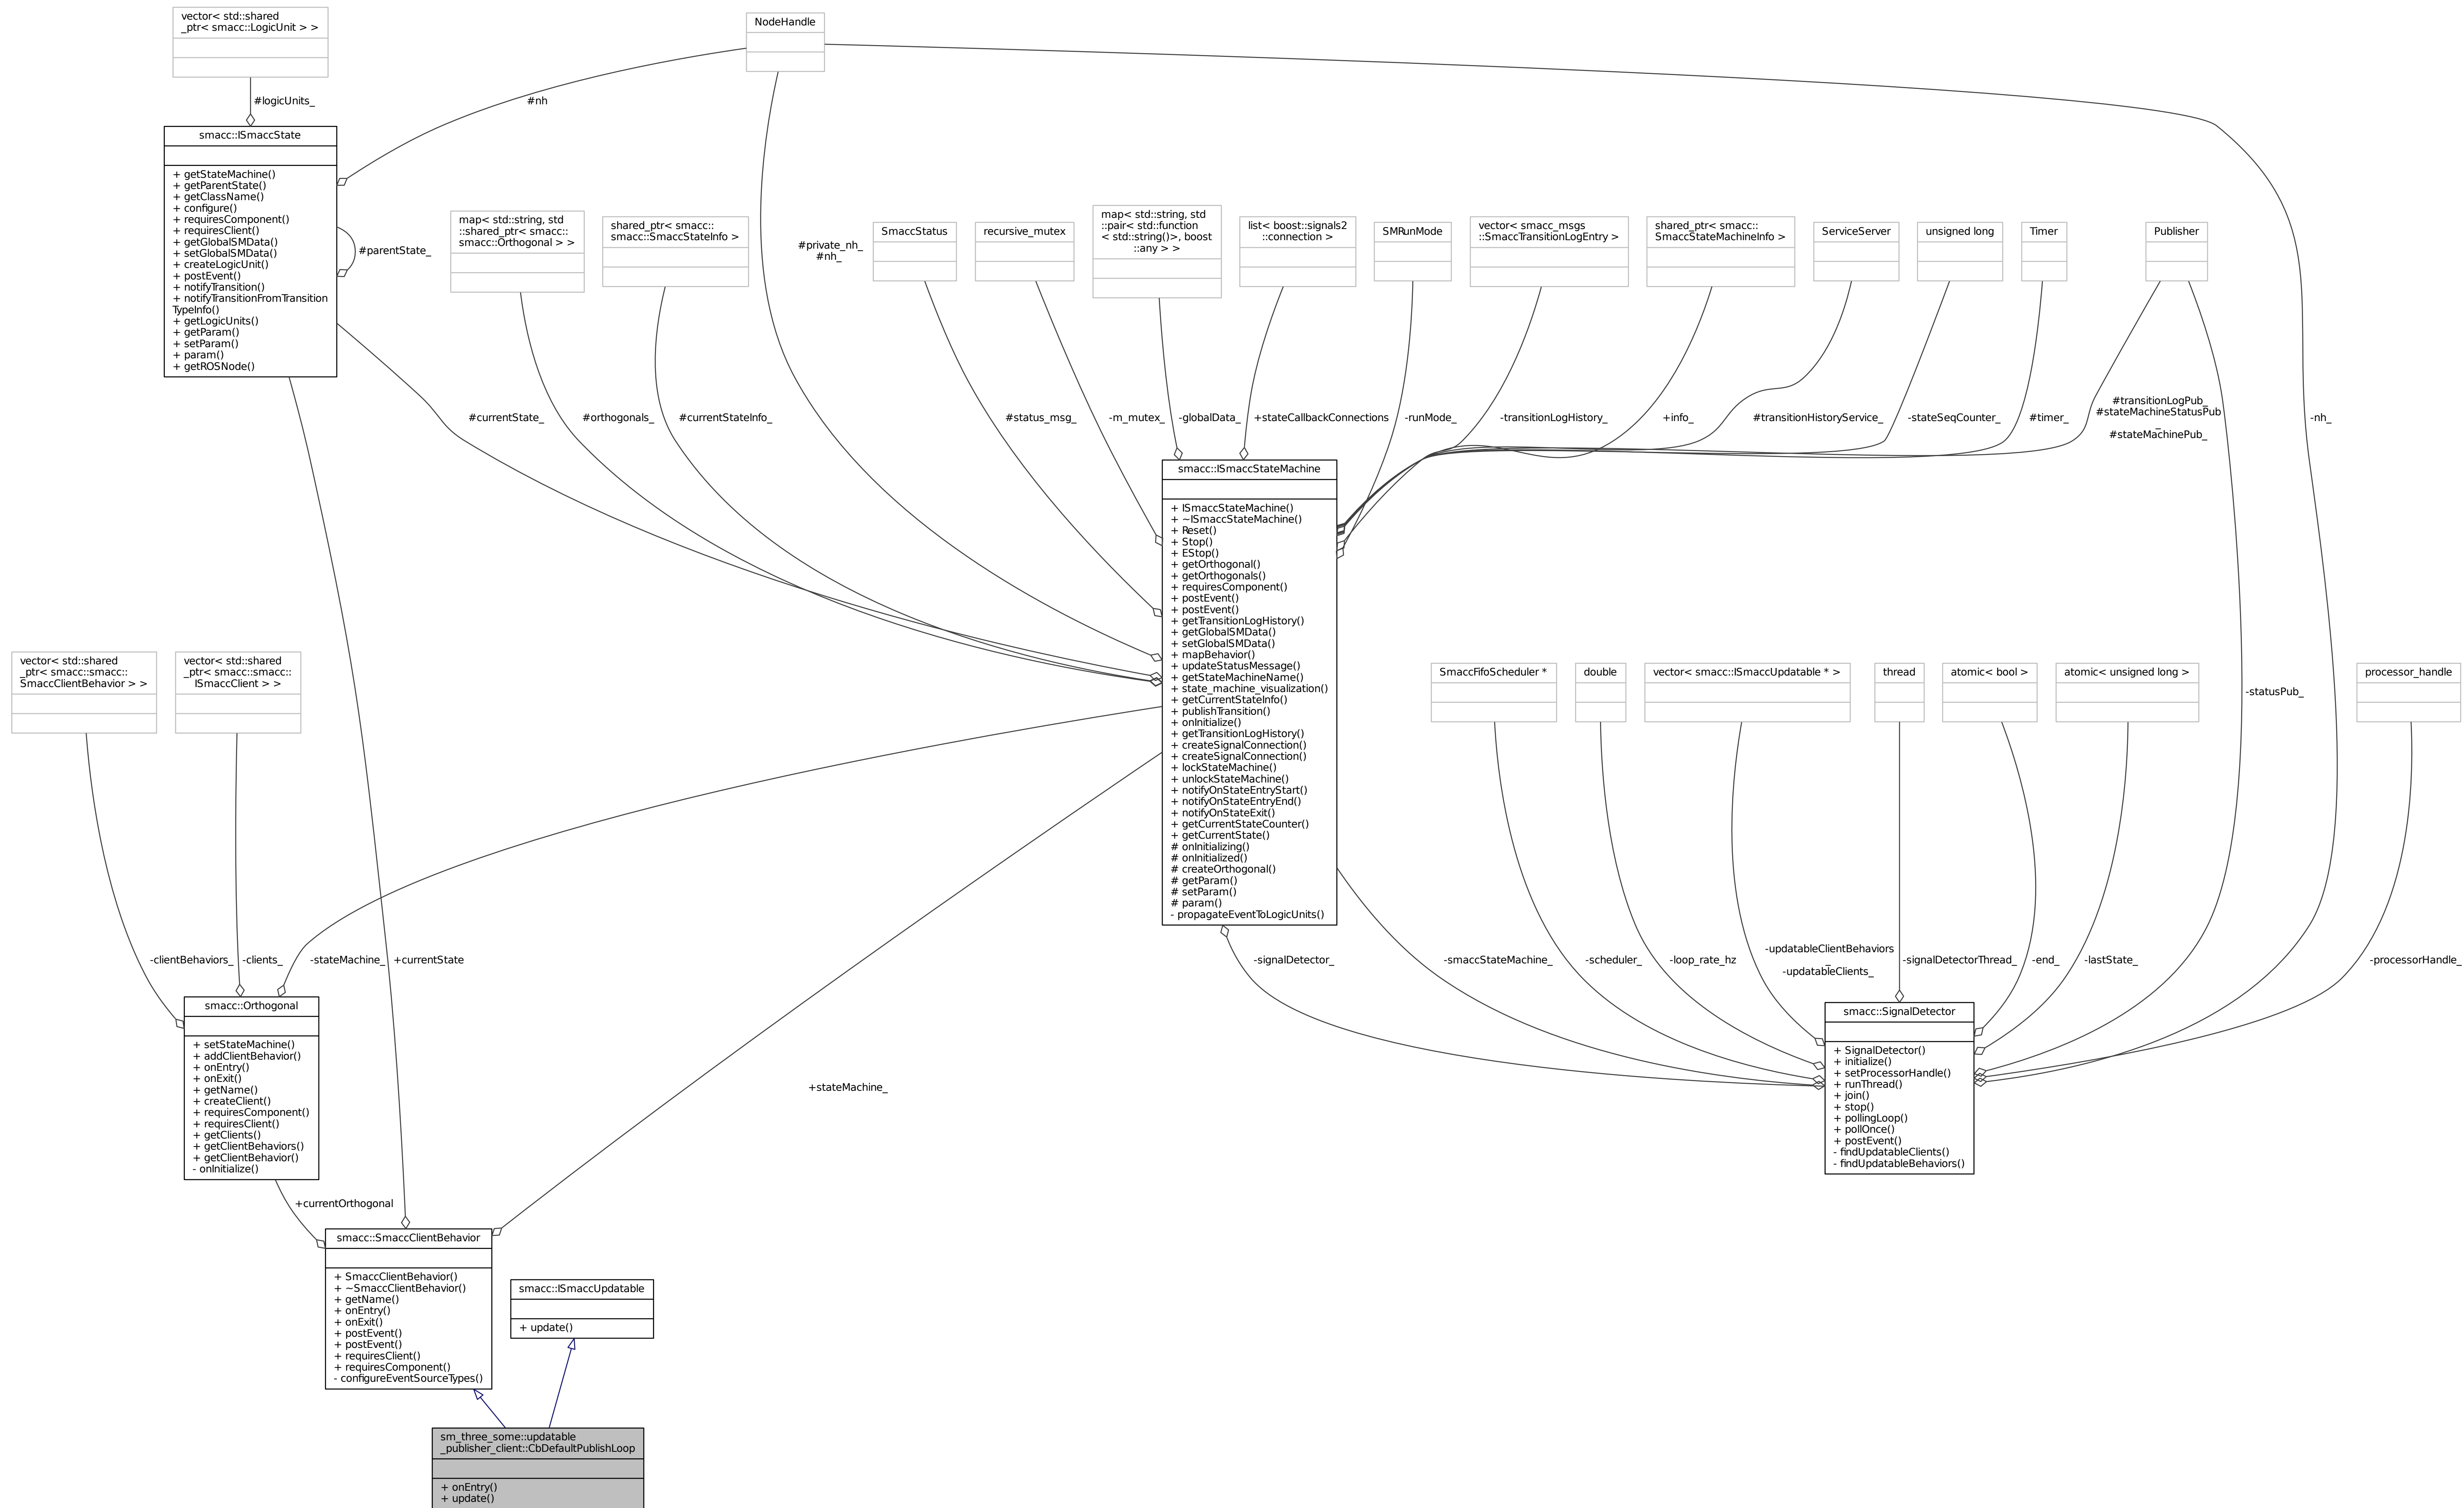 vector< std::shared
_ptr< smacc::LogicUnit > >
NodeHandle
#logicUnits_
#nh
smacc::ISmaccState
+ getStateMachine()
+ getParentState()
+ getClassName()
+ configure()
+ requiresComponent()
+ requiresClient()
+ getGlobalSMData()
+ setGlobalSMData()
+ createLogicUnit()
+ postEvent()
+ notifyTransition()
+ notifyTransitionFromTransition
TypeInfo()
+ getLogicUnits()
+ getParam()
+ setParam()
+ param()
+ getROSNode()
#parentState_
map< std::string, std
::shared_ptr< smacc::
smacc::Orthogonal > >
shared_ptr< smacc::
smacc::SmaccStateInfo >
#private_nh_
#nh_
SmaccStatus
recursive_mutex
map< std::string, std
::pair< std::function
< std::string()>, boost
::any > >
list< boost::signals2
::connection >
SMRunMode
vector< smacc_msgs
::SmaccTransitionLogEntry >
shared_ptr< smacc::
SmaccStateMachineInfo >
ServiceServer
unsigned long
Timer
Publisher
#currentState_
#orthogonals_
#currentStateInfo_
#status_msg_
-m_mutex_
-globalData_
+stateCallbackConnections
-runMode_
-transitionLogHistory_
+info_
#transitionHistoryService_
-stateSeqCounter_
#timer_
#transitionLogPub_
#stateMachineStatusPub
_
#stateMachinePub_
-nh_
smacc::ISmaccStateMachine
+ ISmaccStateMachine()
+ ~ISmaccStateMachine()
+ Reset()
+ Stop()
+ EStop()
+ getOrthogonal()
+ getOrthogonals()
+ requiresComponent()
+ postEvent()
+ postEvent()
+ getTransitionLogHistory()
+ getGlobalSMData()
+ setGlobalSMData()
+ mapBehavior()
+ updateStatusMessage()
+ getStateMachineName()
+ state_machine_visualization()
+ getCurrentStateInfo()
+ publishTransition()
+ onInitialize()
+ getTransitionLogHistory()
+ createSignalConnection()
+ createSignalConnection()
+ lockStateMachine()
+ unlockStateMachine()
+ notifyOnStateEntryStart()
+ notifyOnStateEntryEnd()
+ notifyOnStateExit()
+ getCurrentStateCounter()
+ getCurrentState()
# onInitializing()
# onInitialized()
# createOrthogonal()
# getParam()
# setParam()
# param()
- propagateEventToLogicUnits()
vector< std::shared
_ptr< smacc::smacc::
SmaccClientBehavior > >
vector< std::shared
_ptr< smacc::smacc::
ISmaccClient > >
SmaccFifoScheduler *
double
vector< smacc::ISmaccUpdatable * >
thread
atomic< bool >
atomic< unsigned long >
-statusPub_
processor_handle
-clientBehaviors_
-clients_
-stateMachine_
+currentState
-signalDetector_
-smaccStateMachine_
-scheduler_
-loop_rate_hz
-updatableClientBehaviors
_
-updatableClients_
-signalDetectorThread_
-end_
-lastState_
-processorHandle_
smacc::Orthogonal
+ setStateMachine()
+ addClientBehavior()
+ onEntry()
+ onExit()
+ getName()
+ createClient()
+ requiresComponent()
+ requiresClient()
+ getClients()
+ getClientBehaviors()
+ getClientBehavior()
- onInitialize()
+stateMachine_
smacc::SignalDetector
+ SignalDetector()
+ initialize()
+ setProcessorHandle()
+ runThread()
+ join()
+ stop()
+ pollingLoop()
+ pollOnce()
+ postEvent()
- findUpdatableClients()
- findUpdatableBehaviors()
+currentOrthogonal
smacc::SmaccClientBehavior
+ SmaccClientBehavior()
+ ~SmaccClientBehavior()
+ getName()
+ onEntry()
+ onExit()
+ postEvent()
+ postEvent()
+ requiresClient()
+ requiresComponent()
- configureEventSourceTypes()
smacc::ISmaccUpdatable
+ update()
sm_three_some::updatable
_publisher_client::CbDefaultPublishLoop
+ onEntry()
+ update()